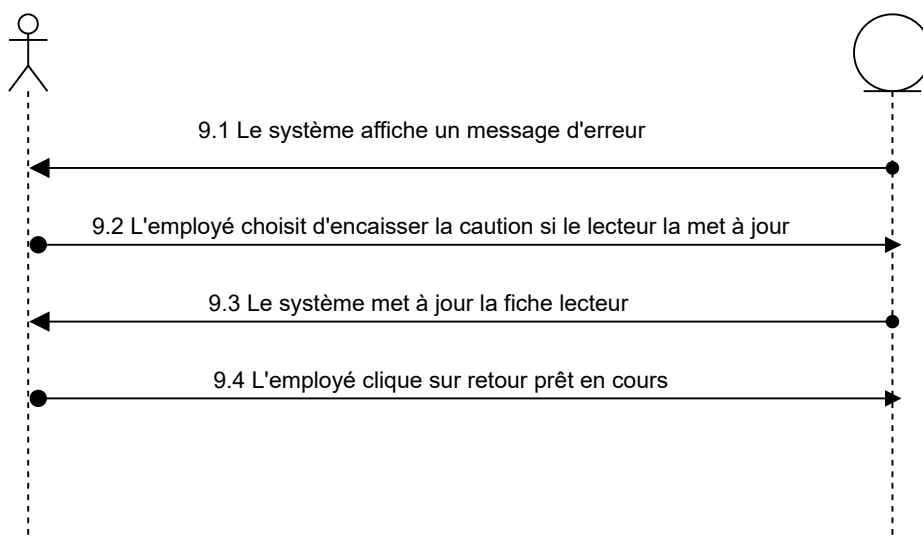 9.1 Le système affiche un message d'erreur
9.2 L'employé choisit d'encaisser la caution si le lecteur la met à jour
9.3 Le système met à jour la fiche lecteur
9.4 L'employé clique sur retour prêt en cours